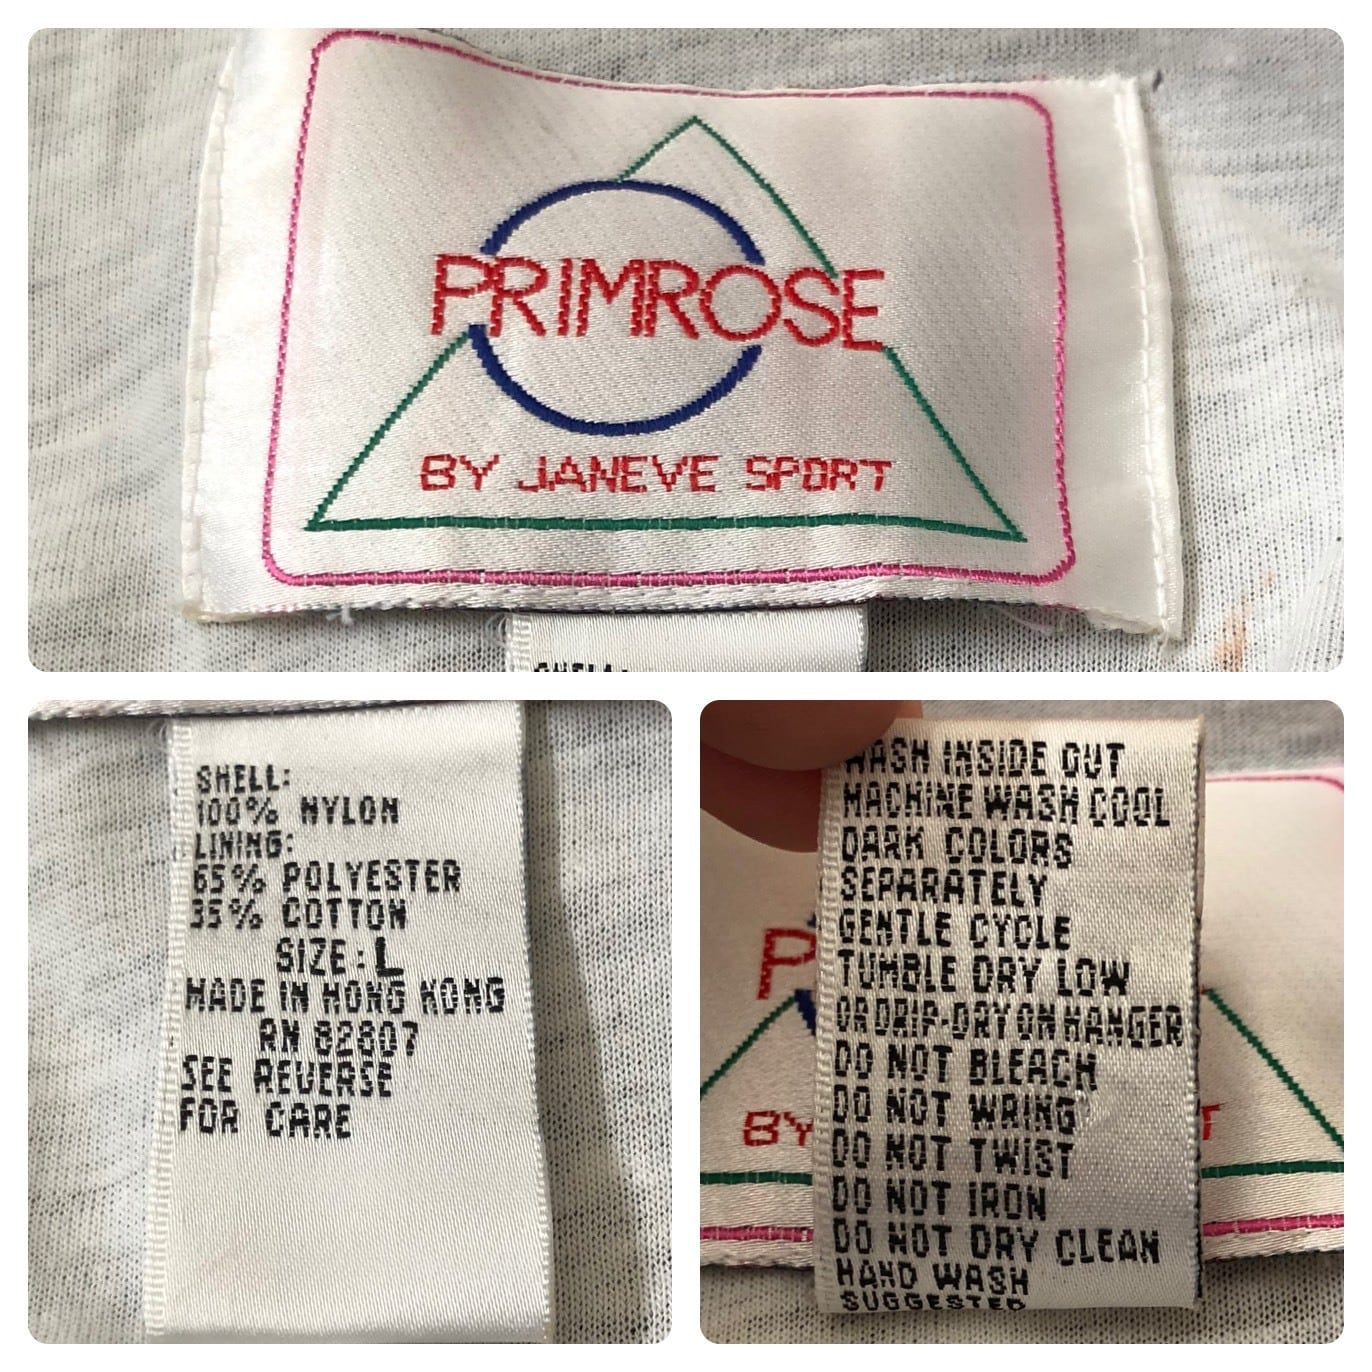 PRIMROSE
BY JANEVE SPORT
SHELL:
SHELL:
100% NYLON
LINING:
65% POLYESTER
35% COTTON
SIZE: L
MADE IN HONG KONG
RN 82807
SEE REVERSE
FOR CARE
WASH INSIDE OUT
MACHINE WASH COOL
DARK COLORS
SEPARATELY
GENTLE CYCLE
TUMBLE DRY LOW
OR DRIP-DRY ON HANGER
DO NOT BLEACH
DO NOT WRING
DO NOT TWIST
DO NOT IRON
DO NOT DRY CLEAN
HAND WASH
SUGGESTED
P
BY
T